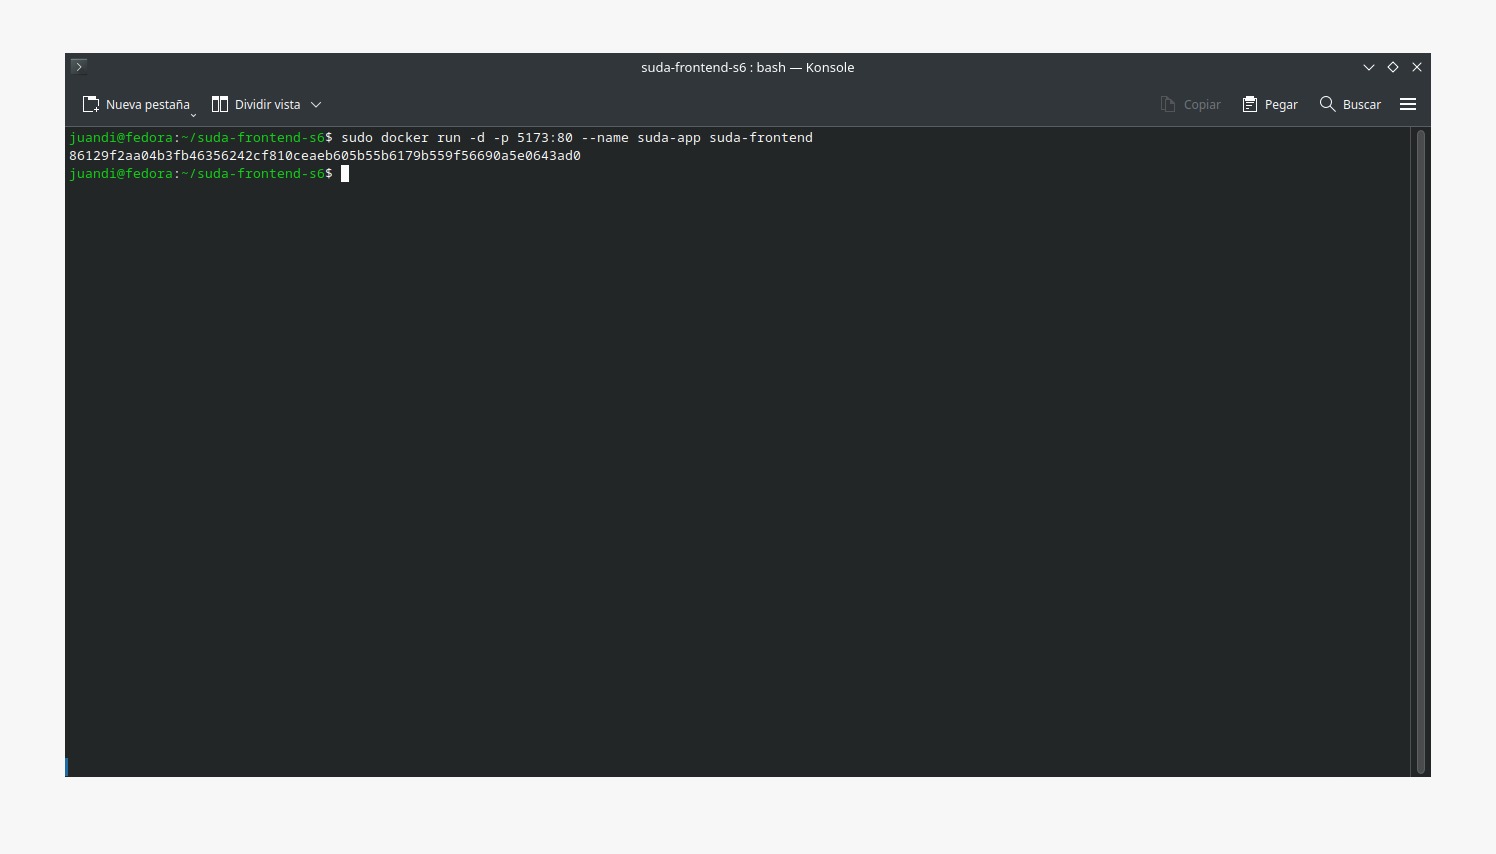 suda-frontend-s6 : bash — Konsole
Nueva pestaña Dividir vista Copiar Pegar Buscar
juandi@fedora:~/suda-frontend-s6$ sudo docker run -d -p 5173:80 --name suda-app suda-frontend
86129f2aa04b3fb46356242cf810ceaeb605b55b6179b559f56690a5e0643ad0
juandi@fedora:~/suda-frontend-s6$